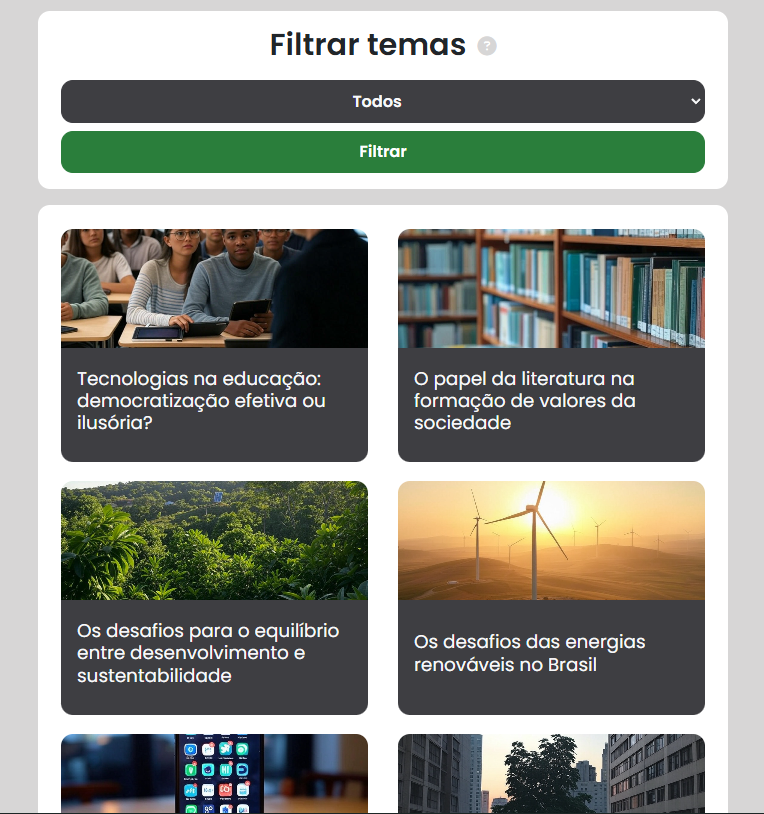 Filtrar temas ?
Todos
Filtrar
Tecnologias na educação:
democratização efetiva ou
ilusória?
O papel da literatura na
formação de valores da
sociedade
Os desafios para o equilíbrio
entre desenvolvimento e
sustentabilidade
Os desafios das energias
renováveis no Brasil